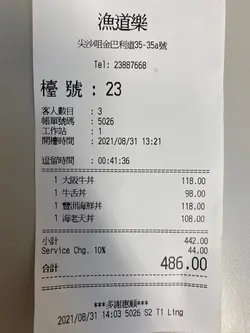 漁道樂
尖沙咀金巴利道35-35a號
Tel: 23887668
檯 號 : 23
客人數目 : 3
帳單號碼 : 5026
工作站 : 1
開檯時間 : 2021/08/31 13:21
逗留時間 : 00:41:36
1 大阪牛丼 118.00
1 牛舌丼 98.00
1 豐洲海鮮丼 118.00
1 海老天丼 108.00
小計 442.00
Service Chg. 10% 44.00
合計 486.00
***多謝惠顧***
2021/08/31 14:03 5026 S2 T1 Ling